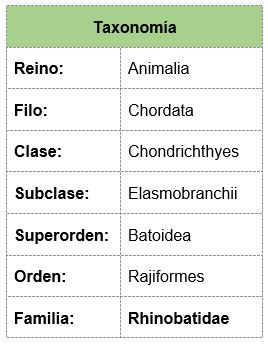 Taxonomía
Reino: Animalia
Filo: Chordata
Clase: Chondrichthyes
Subclase: Elasmobranchii
Superorden: Batoidea
Orden: Rajiformes
Familia: Rhinobatidae